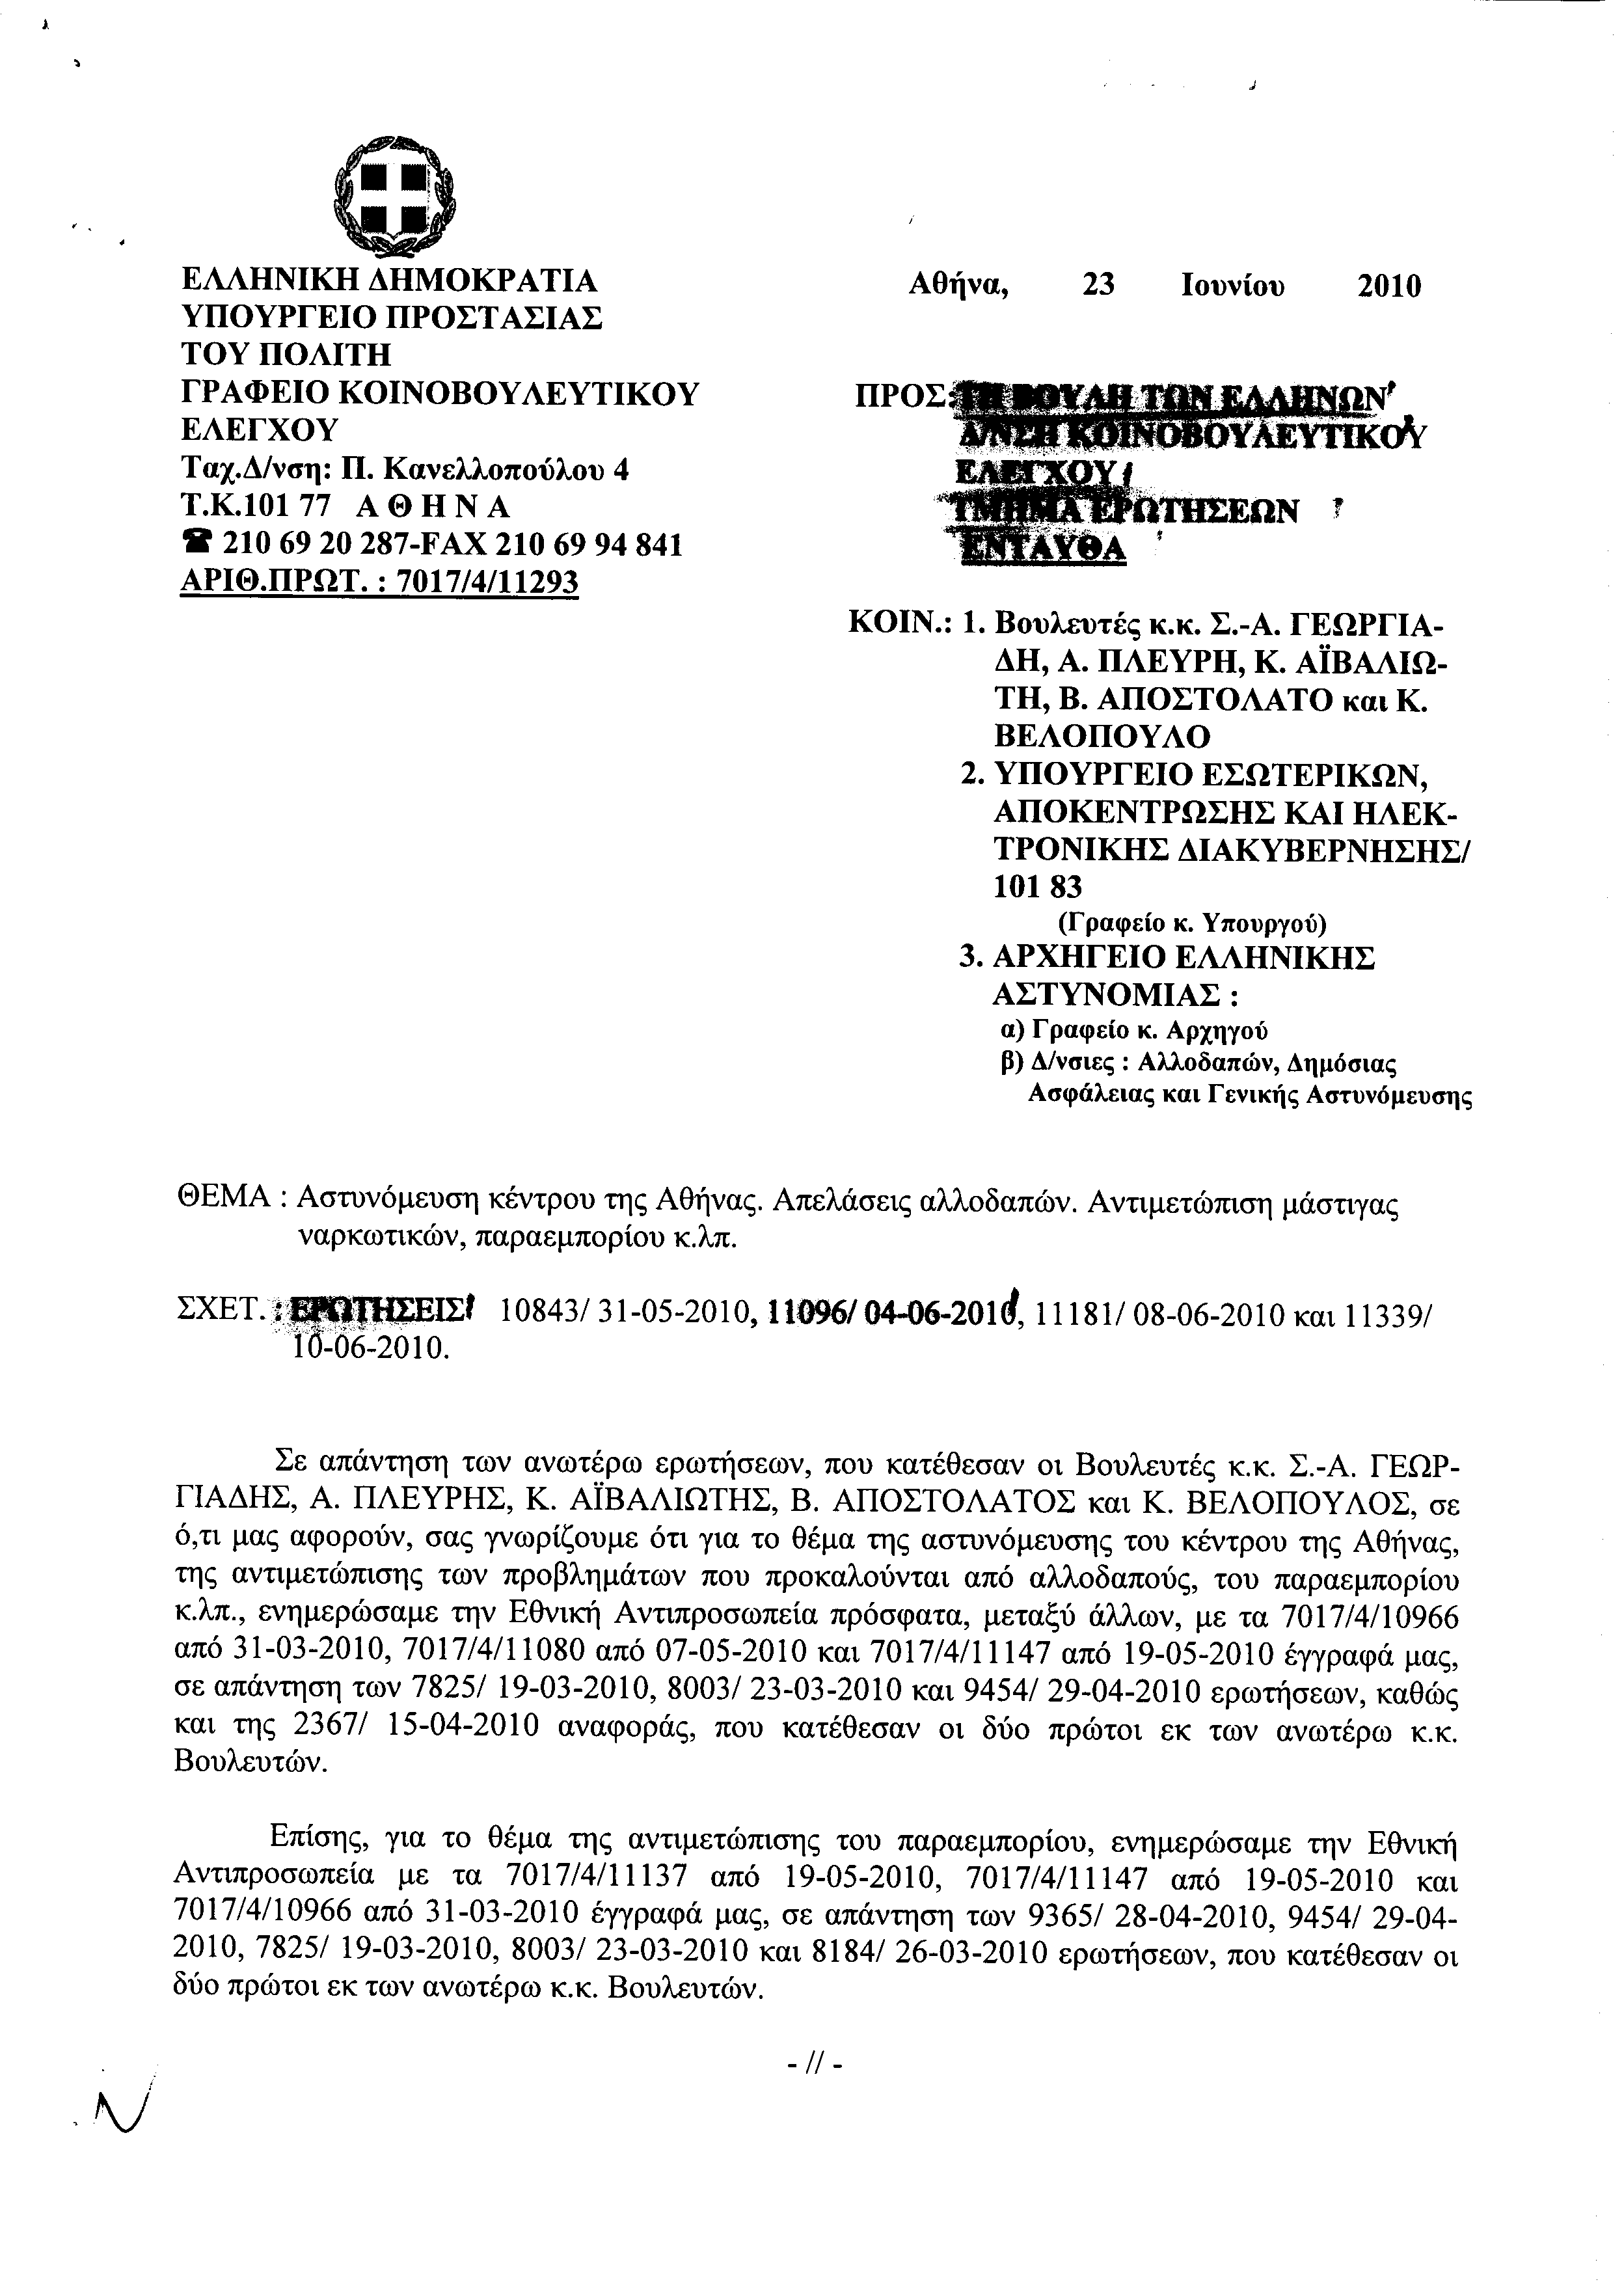 ΕΛΛΗΝΙΚΗ ΔΗΜΟΚΡΑΤΙΑ
ΥΠΟΥΡΓΕΙΟ ΠΡΟΣΤΑΣΙΑΣ
ΤΟΥ ΠΟΛΙΤΗ
ΓΡΑΦΕΙΟ ΚΟΙΝΟΒΟΥΛΕΥΤΙΚΟΥ
ΕΛΕΓΧΟΥ
Ταχ.Δ/νση: Π. Κανελλοπούλου 4
Τ.Κ.101 77 Α Θ Η Ν Α
☎ 210 69 20 287-FAX 210 69 94 841
ΑΡΙΘ.ΠΡΩΤ. : 7017/4/11293
Αθήνα, 23 Ιουνίου 2010
ΠΡΟΣ: ΤΗ ΒΟΥΛΗ ΤΩΝ ΕΛΛΗΝΩΝ
Δ/ΝΣΗ ΚΟΙΝΟΒΟΥΛΕΥΤΙΚΟΥ
ΕΛΕΓΧΟΥ/
ΤΜΗΜΑ ΕΡΩΤΗΣΕΩΝ
ΕΝΤΑΥΘΑ
ΚΟΙΝ.: 1. Βουλευτές κ.κ. Σ.-Α. ΓΕΩΡΓΙΑ-
ΔΗ, Α. ΠΛΕΥΡΗ, Κ. ΑΪΒΑΛΙΩ-
ΤΗ, Β. ΑΠΟΣΤΟΛΑΤΟ και Κ.
ΒΕΛΟΠΟΥΛΟ
2. ΥΠΟΥΡΓΕΙΟ ΕΣΩΤΕΡΙΚΩΝ,
ΑΠΟΚΕΝΤΡΩΣΗΣ ΚΑΙ ΗΛΕΚ-
ΤΡΟΝΙΚΗΣ ΔΙΑΚΥΒΕΡΝΗΣΗΣ/
101 83
(Γραφείο κ. Υπουργού)
3. ΑΡΧΗΓΕΙΟ ΕΛΛΗΝΙΚΗΣ
ΑΣΤΥΝΟΜΙΑΣ :
α) Γραφείο κ. Αρχηγού
β) Δ/νσιες : Αλλοδαπών, Δημόσιας
Ασφάλειας και Γενικής Αστυνόμευσης
ΘΕΜΑ : Αστυνόμευση κέντρου της Αθήνας. Απελάσεις αλλοδαπών. Αντιμετώπιση μάστιγας
ναρκωτικών, παραεμπορίου κ.λπ.
ΣΧΕΤ. : ΕΡΩΤΗΣΕΙΣ 10843/ 31-05-2010, 11096/ 04-06-2010, 11181/ 08-06-2010 και 11339/
10-06-2010.
Σε απάντηση των ανωτέρω ερωτήσεων, που κατέθεσαν οι Βουλευτές κ.κ. Σ.-Α. ΓΕΩΡ-
ΓΙΑΔΗΣ, Α. ΠΛΕΥΡΗΣ, Κ. ΑΪΒΑΛΙΩΤΗΣ, Β. ΑΠΟΣΤΟΛΑΤΟΣ και Κ. ΒΕΛΟΠΟΥΛΟΣ, σε
ό,τι μας αφορούν, σας γνωρίζουμε ότι για το θέμα της αστυνόμευσης του κέντρου της Αθήνας,
της αντιμετώπισης των προβλημάτων που προκαλούνται από αλλοδαπούς, του παραεμπορίου
κ.λπ., ενημερώσαμε την Εθνική Αντιπροσωπεία πρόσφατα, μεταξύ άλλων, με τα 7017/4/10966
από 31-03-2010, 7017/4/11080 από 07-05-2010 και 7017/4/11147 από 19-05-2010 έγγραφά μας,
σε απάντηση των 7825/ 19-03-2010, 8003/ 23-03-2010 και 9454/ 29-04-2010 ερωτήσεων, καθώς
και της 2367/ 15-04-2010 αναφοράς, που κατέθεσαν οι δύο πρώτοι εκ των ανωτέρω κ.κ.
Βουλευτών.
Επίσης, για το θέμα της αντιμετώπισης του παραεμπορίου, ενημερώσαμε την Εθνική
Αντιπροσωπεία με τα 7017/4/11137 από 19-05-2010, 7017/4/11147 από 19-05-2010 και
7017/4/10966 από 31-03-2010 έγγραφά μας, σε απάντηση των 9365/ 28-04-2010, 9454/ 29-04-
2010, 7825/ 19-03-2010, 8003/ 23-03-2010 και 8184/ 26-03-2010 ερωτήσεων, που κατέθεσαν οι
δύο πρώτοι εκ των ανωτέρω κ.κ. Βουλευτών.
- // -